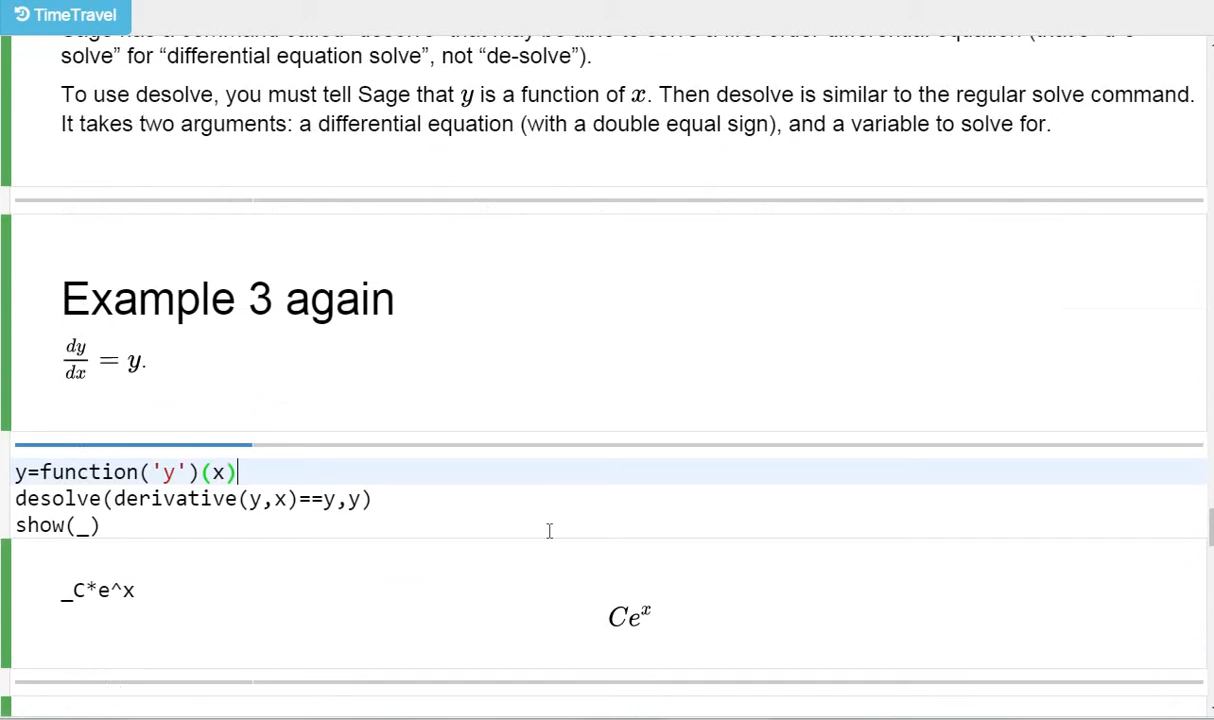 TimeTravel
solve” for “differential equation solve”, not “de-solve”).
To use desolve, you must tell Sage that y is a function of x. Then desolve is similar to the regular solve command.
It takes two arguments: a differential equation (with a double equal sign), and a variable to solve for.
Example 3 again
dy/dx = y.
y=function('y')(x)
desolve(derivative(y,x)==y,y)
show(_)
_C*e^x
Ceˣ